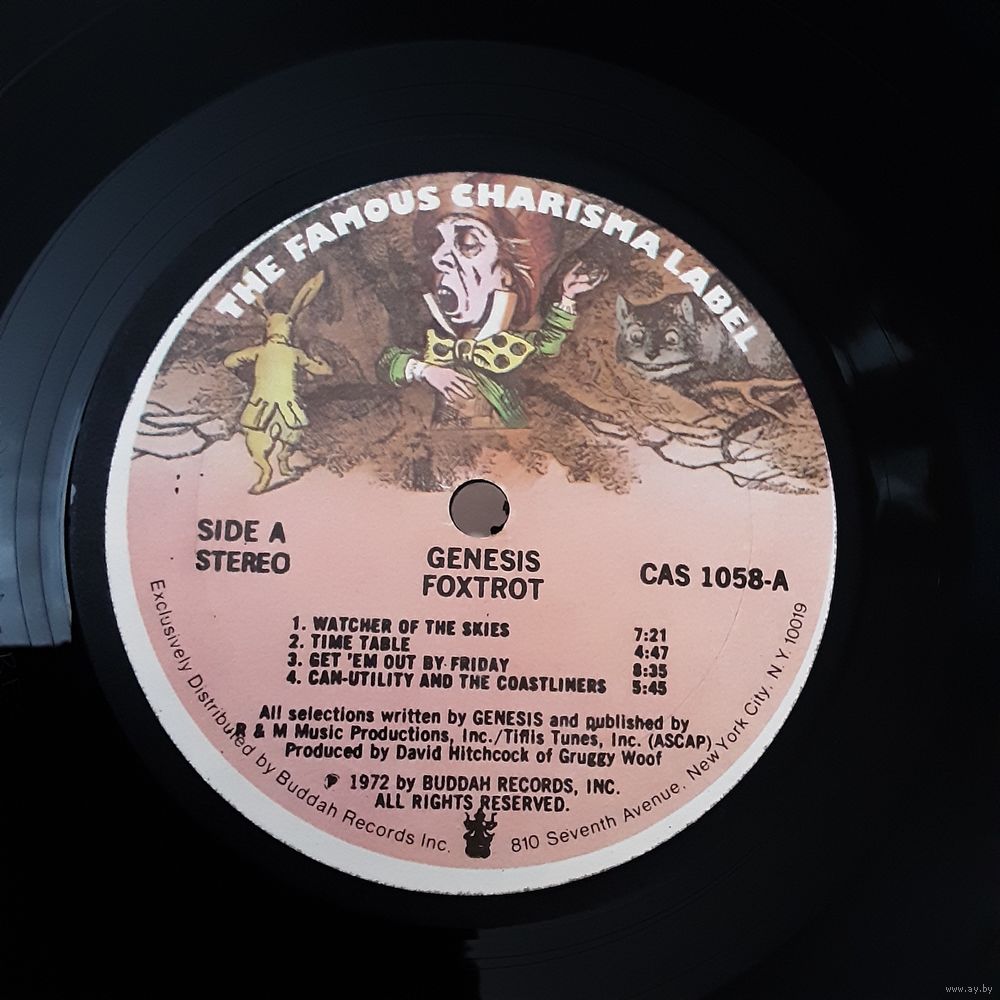 THE FAMOUS CHARISMA LABEL
SIDE A
STEREO
GENESIS
FOXTROT
CAS 1058-A
1. WATCHER OF THE SKIES 7:21
2. TIME TABLE 4:47
3. GET 'EM OUT BY FRIDAY 8:35
4. CAN-UTILITY AND THE COASTLINERS 5:45
All selections written by GENESIS and published by
R & M Music Productions, Inc./Tiflis Tunes, Inc. (ASCAP)
Produced by David Hitchcock of Gruggy Woof
℗ 1972 by BUDDAH RECORDS, INC.
ALL RIGHTS RESERVED.
Exclusively Distributed by Buddah Records Inc. 810 Seventh Avenue. New York City, N.Y. 10019
www.ay.by